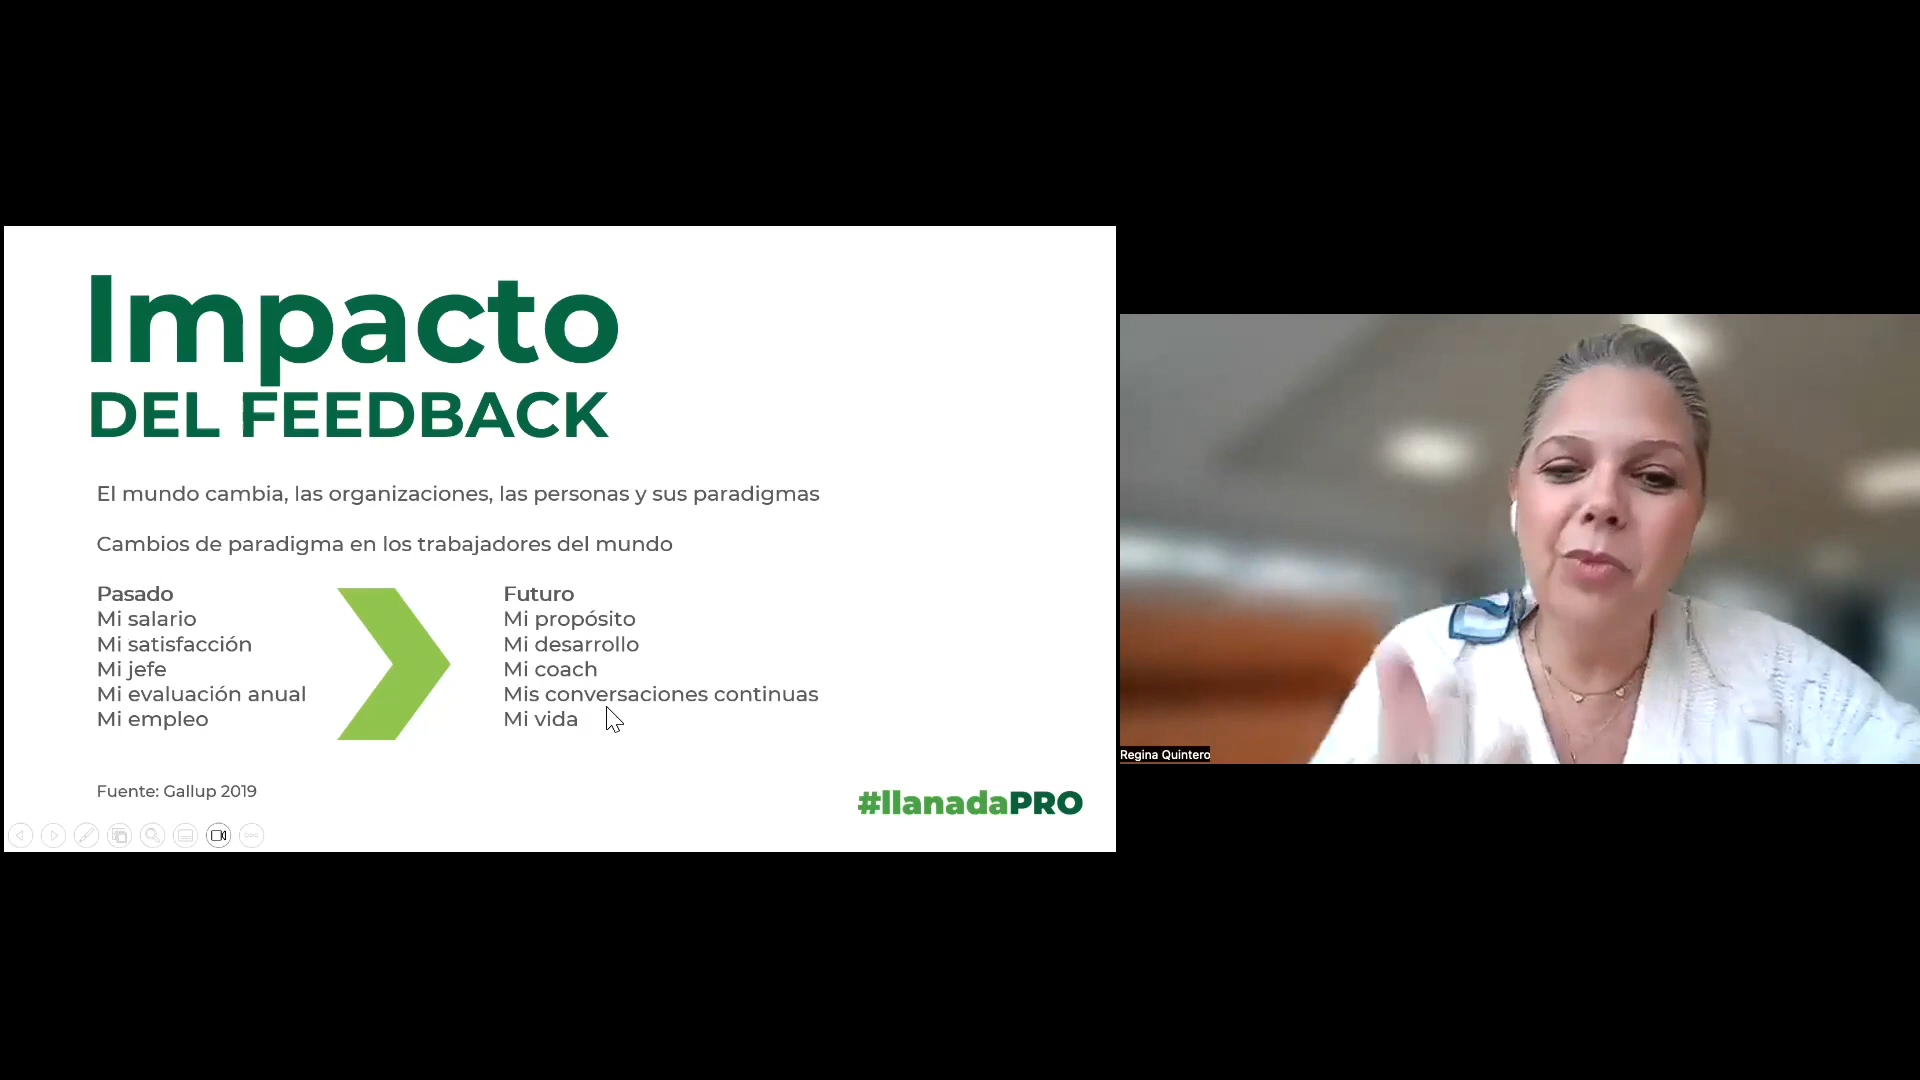 Impacto
DEL FEEDBACK
El mundo cambia, las organizaciones, las personas y sus paradigmas
Cambios de paradigma en los trabajadores del mundo
Pasado
Mi salario
Mi satisfacción
Mi jefe
Mi evaluación anual
Mi empleo
Futuro
Mi propósito
Mi desarrollo
Mi coach
Mis conversaciones continuas
Mi vida
Fuente: Gallup 2019
#llanadaPRO
Regina Quintero